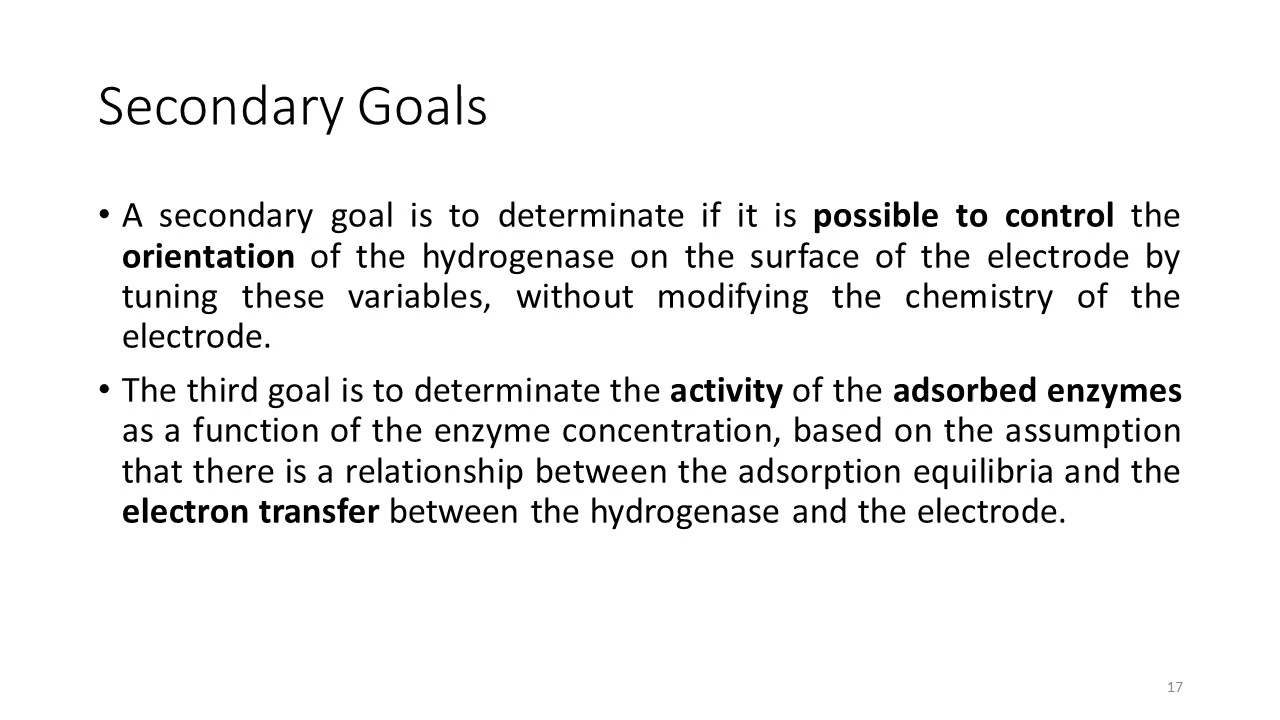 Secondary Goals
• A secondary goal is to determinate if it is possible to control the
orientation of the hydrogenase on the surface of the electrode by
tuning these variables, without modifying the chemistry of the
electrode.
• The third goal is to determinate the activity of the adsorbed enzymes
as a function of the enzyme concentration, based on the assumption
that there is a relationship between the adsorption equilibria and the
electron transfer between the hydrogenase and the electrode.
17